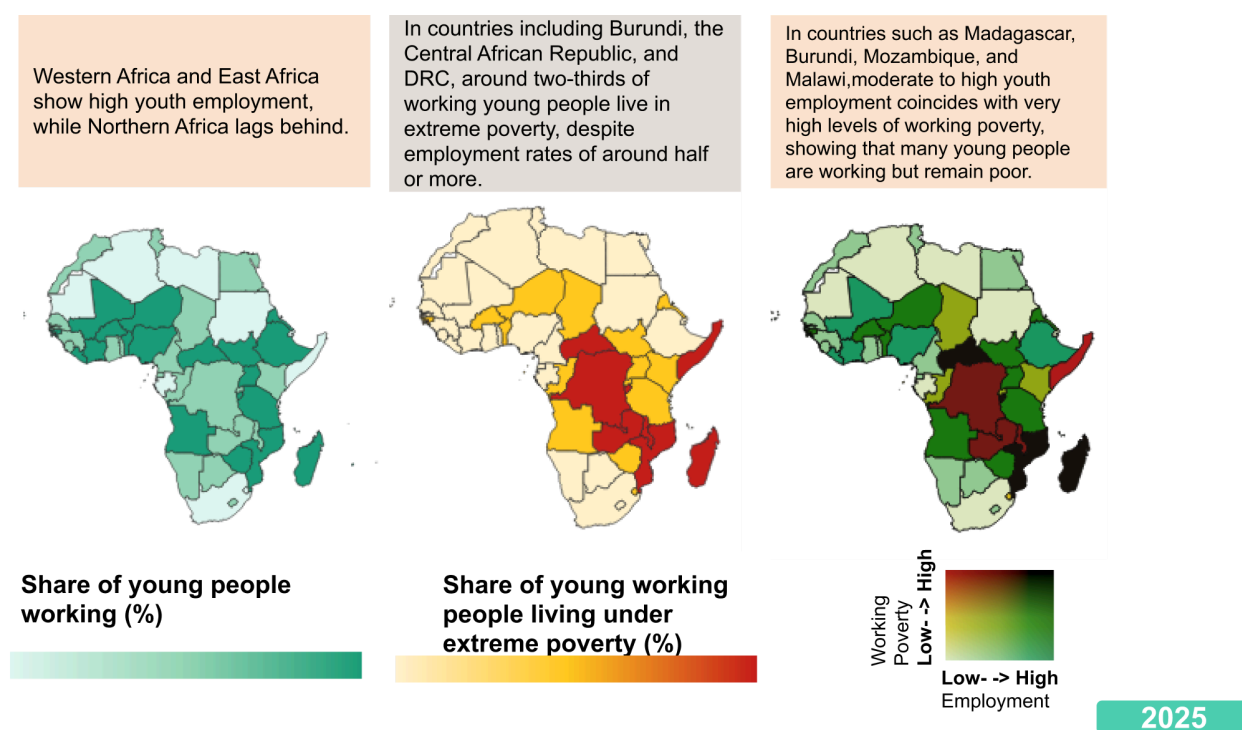 Western Africa and East Africa
show high youth employment,
while Northern Africa lags behind.
In countries including Burundi, the
Central African Republic, and
DRC, around two-thirds of
working young people live in
extreme poverty, despite
employment rates of around half
or more.
In countries such as Madagascar,
Burundi, Mozambique, and
Malawi,moderate to high youth
employment coincides with very
high levels of working poverty,
showing that many young people
are working but remain poor.
Share of young people
working (%)
Share of young working
people living under
extreme poverty (%)
Working
Poverty
Low- -> High
Low- -> High
Employment
2025